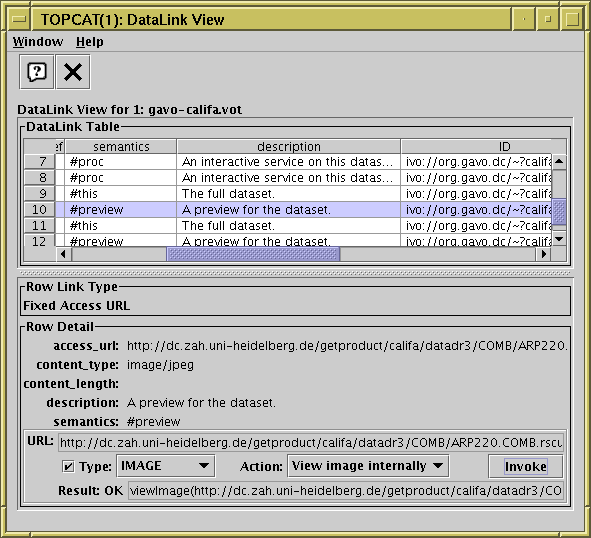 TOPCAT(1): DataLink View
Window Help
DataLink View for 1: gavo-califa.vot
DataLink Table
ef semantics description ID
7 #proc An interactive service on this datas... ivo://org.gavo.dc/~?califa
8 #proc An interactive service on this datas... ivo://org.gavo.dc/~?califa
9 #this The full dataset. ivo://org.gavo.dc/~?califa
10 #preview A preview for the dataset. ivo://org.gavo.dc/~?califa
11 #this The full dataset. ivo://org.gavo.dc/~?califa
12 #preview A preview for the dataset. ivo://org.gavo.dc/~?califa
Row Link Type
Fixed Access URL
Row Detail
access_url: http://dc.zah.uni-heidelberg.de/getproduct/califa/datadr3/COMB/ARP220.
content_type: image/jpeg
content_length:
description: A preview for the dataset.
semantics: #preview
URL: http://dc.zah.uni-heidelberg.de/getproduct/califa/datadr3/COMB/ARP220.COMB.rscu
Type: IMAGE Action: View image internally Invoke
Result: OK viewImage(http://dc.zah.uni-heidelberg.de/getproduct/califa/datadr3/CO